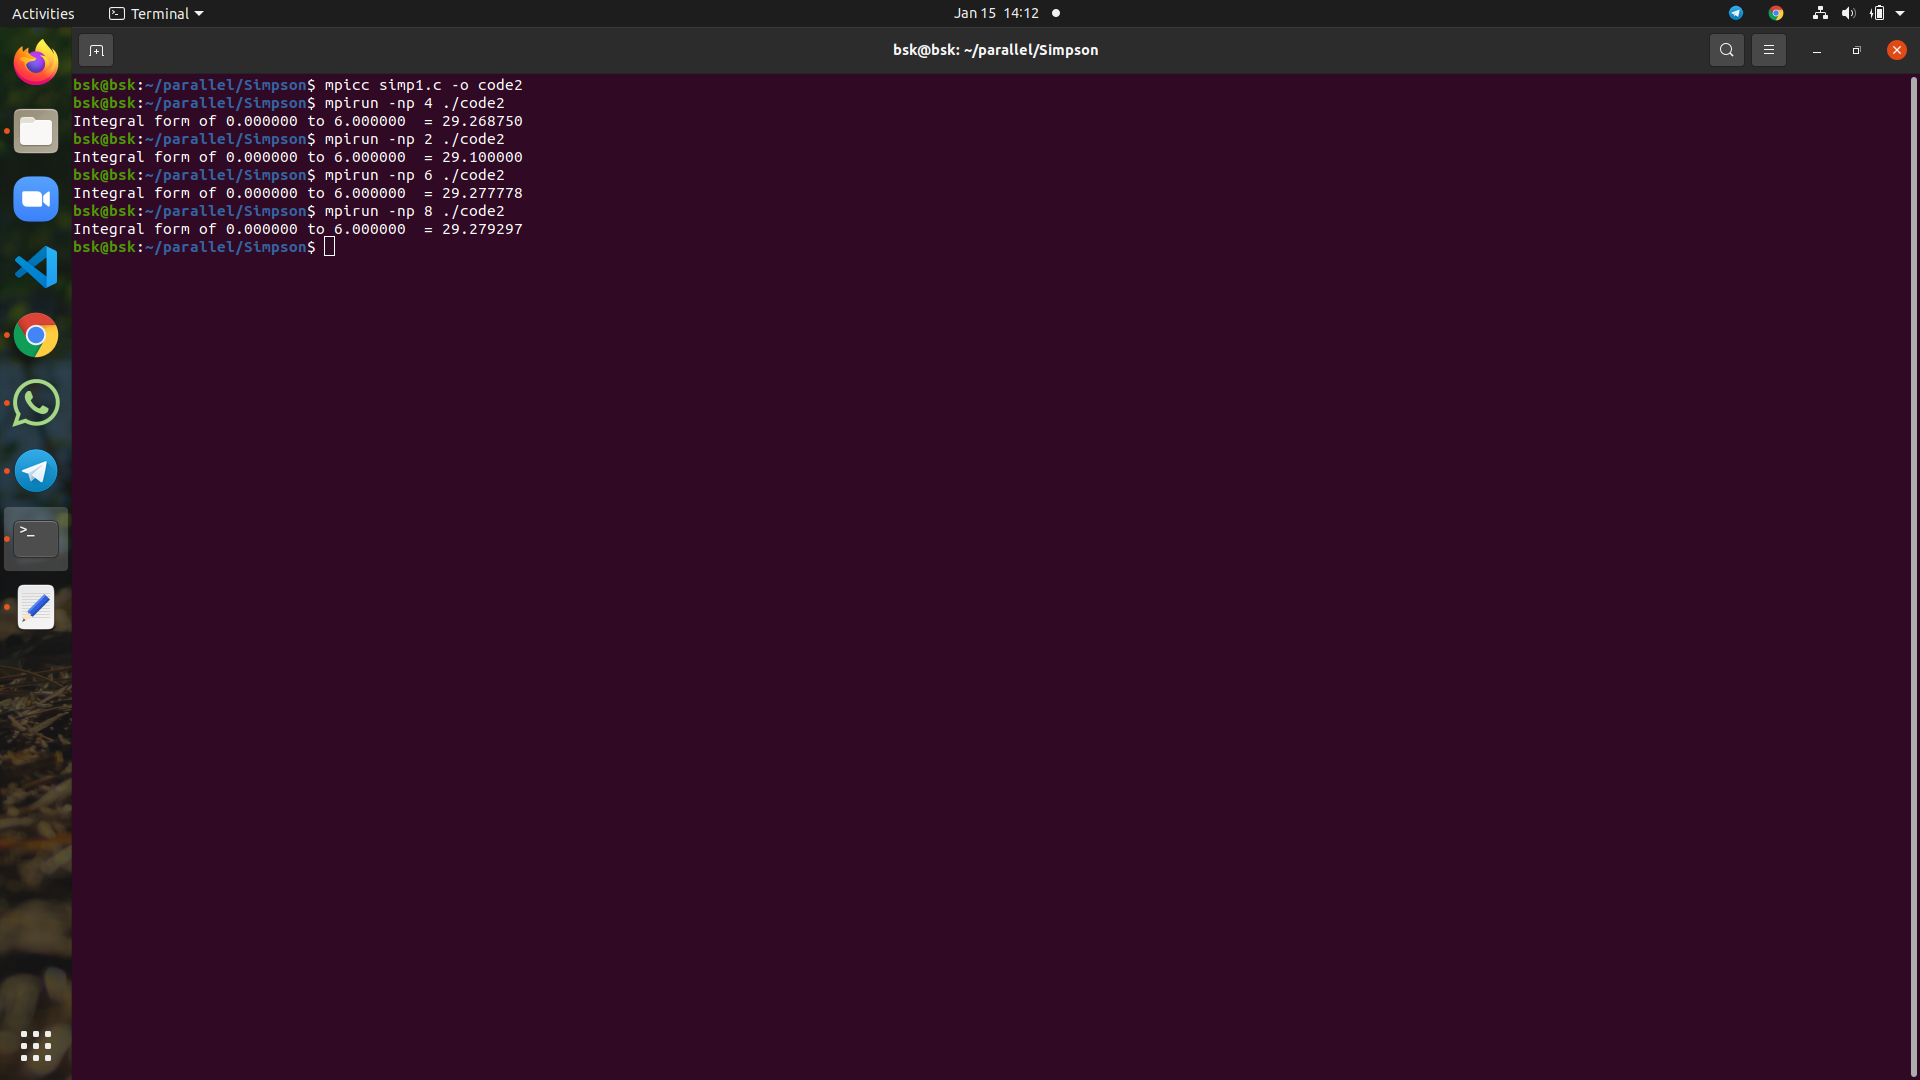 Activities Terminal Jan 15 14:12
bsk@bsk: ~/parallel/Simpson
bsk@bsk:~/parallel/Simpson$ mpicc simp1.c -o code2
bsk@bsk:~/parallel/Simpson$ mpirun -np 4 ./code2
Integral form of 0.000000 to 6.000000  = 29.268750
bsk@bsk:~/parallel/Simpson$ mpirun -np 2 ./code2
Integral form of 0.000000 to 6.000000  = 29.100000
bsk@bsk:~/parallel/Simpson$ mpirun -np 6 ./code2
Integral form of 0.000000 to 6.000000  = 29.277778
bsk@bsk:~/parallel/Simpson$ mpirun -np 8 ./code2
Integral form of 0.000000 to 6.000000  = 29.279297
bsk@bsk:~/parallel/Simpson$
>_